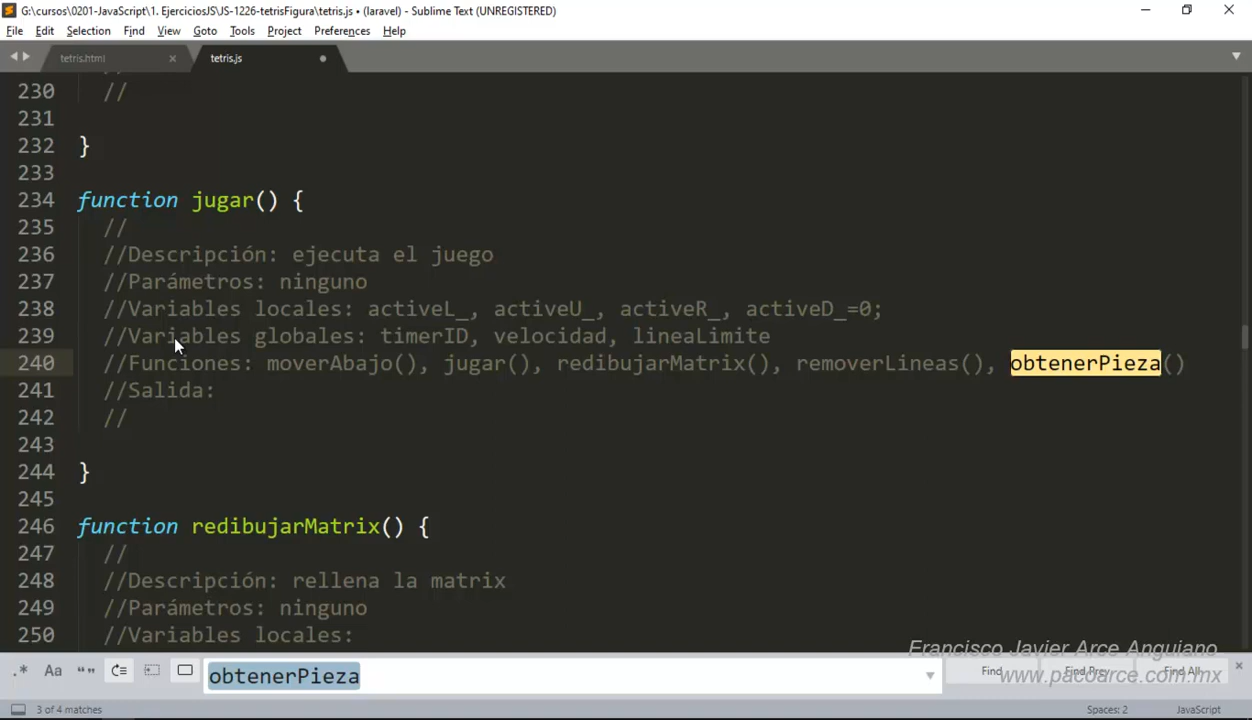 G:\cursos\0201-JavaScript\1. EjerciciosJS\JS-1226-tetrisFigura\tetris.js • (laravel) - Sublime Text (UNREGISTERED)
File Edit Selection Find View Goto Tools Project Preferences Help
tetris.html × tetris.js
230 //
231
232 }
233
234 function jugar() {
235 //
236 //Descripción: ejecuta el juego
237 //Parámetros: ninguno
238 //Variables locales: activeL_, activeU_, activeR_, activeD_=0;
239 //Variables globales: timerID, velocidad, lineaLimite
240 //Funciones: moverAbajo(), jugar(), redibujarMatrix(), removerLineas(), obtenerPieza()
241 //Salida:
242 //
243
244 }
245
246 function redibujarMatrix() {
247 //
248 //Descripción: rellena la matrix
249 //Parámetros: ninguno
250 //Variables locales:
Francisco Javier Arce Anguiano
.* Aa “” obtenerPieza Find Find Prev Find All ×
www.pacoarce.com.mx
3 of 4 matches Spaces: 2 JavaScript